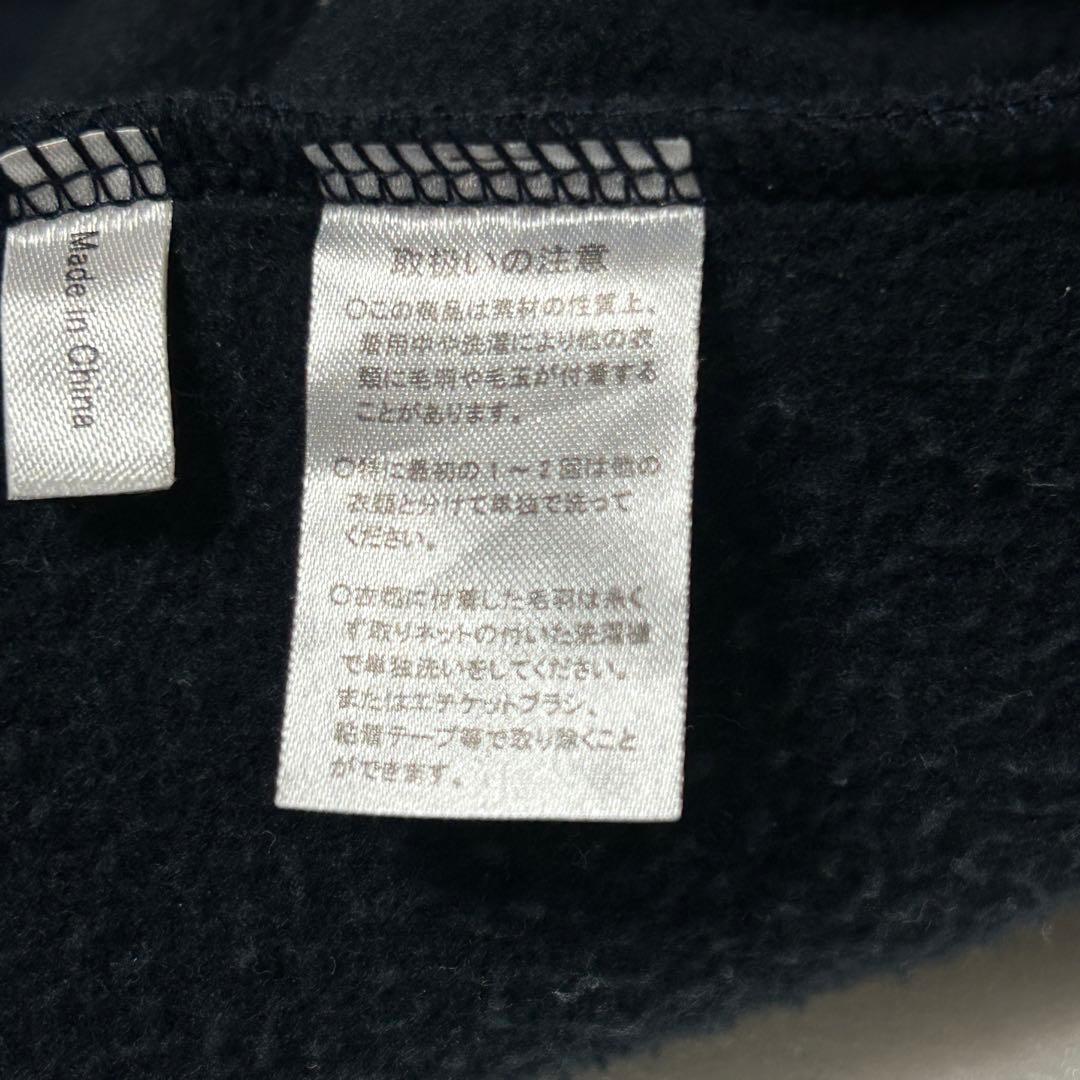 Made in China
取扱いの注意
○この商品は素材の性質上、
着用中や洗濯により他の衣
類に毛羽や毛玉が付着する
ことがあります。
○特に最初の1～2回は他の
衣類と分けて単独で洗って
ください。
○衣類に付着した毛羽は糸く
ず取りネットの付いた洗濯機
で単独洗いをしてください。
またはエチケットブラシ、
粘着テープ等で取り除くこと
ができます。